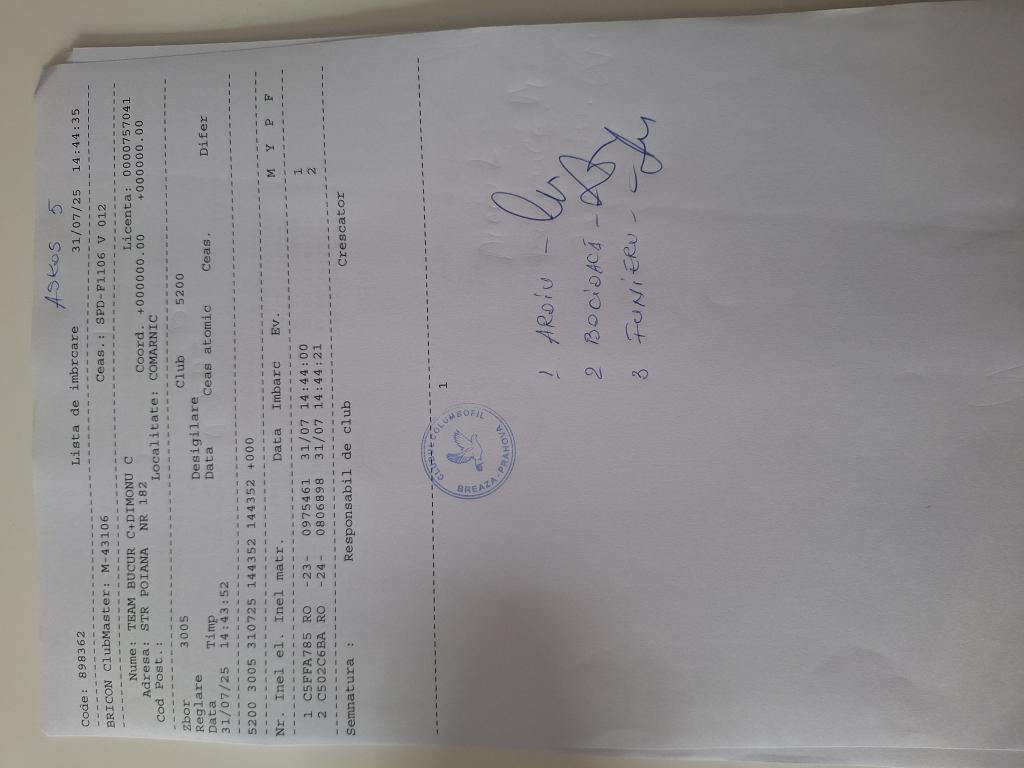 ASKOS 5
Code: 898362 Lista de imbrcare 31/07/25 14:44:35
BRICON ClubMaster: M-43106 Ceas.: SPD-F1106 V 012
Nume: TEAM BUCUR C+DIMONU C Licenta: 0000757041
Adresa: STR POIANA NR 182 Coord. +000000.00 +000000.00
Cod Post.: Localitate: COMARNIC
Zbor 3005 Club 5200
Reglare Desigilare
Data Timp Data Ceas atomic Ceas. Difer
31/07/25 14:43:52
5200 3005 310725 144352 144352 +000
Nr. Inel el. Inel matr. Data Imbarc Ev. M Y P F
1 C5FFA785 RO -23- 0975461 31/07 14:44:00 1
2 C502C6BA RO -24- 0806898 31/07 14:44:21 2
Semnatura : Responsabil de club Crescator
1
CLUBUL COLUMBOFIL
BREAZA-PRAHOVA
1 ARDIU -
2 BOCIOACĂ -
3 FUNIERU -